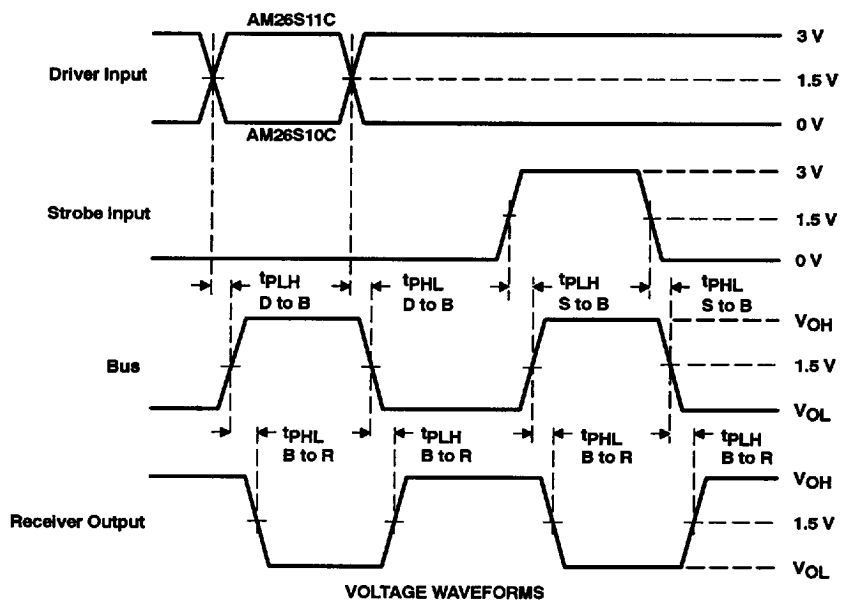 AM26S11C
3 V
Driver Input
1.5 V
AM26S10C
0 V
3 V
Strobe Input
1.5 V
0 V
tPLH
D to B
tPHL
D to B
tPLH
S to B
tPHL
S to B
VOH
Bus
1.5 V
VOL
tPHL
B to R
tPLH
B to R
tPHL
B to R
tPLH
B to R
VOH
Receiver Output
1.5 V
VOL
VOLTAGE WAVEFORMS